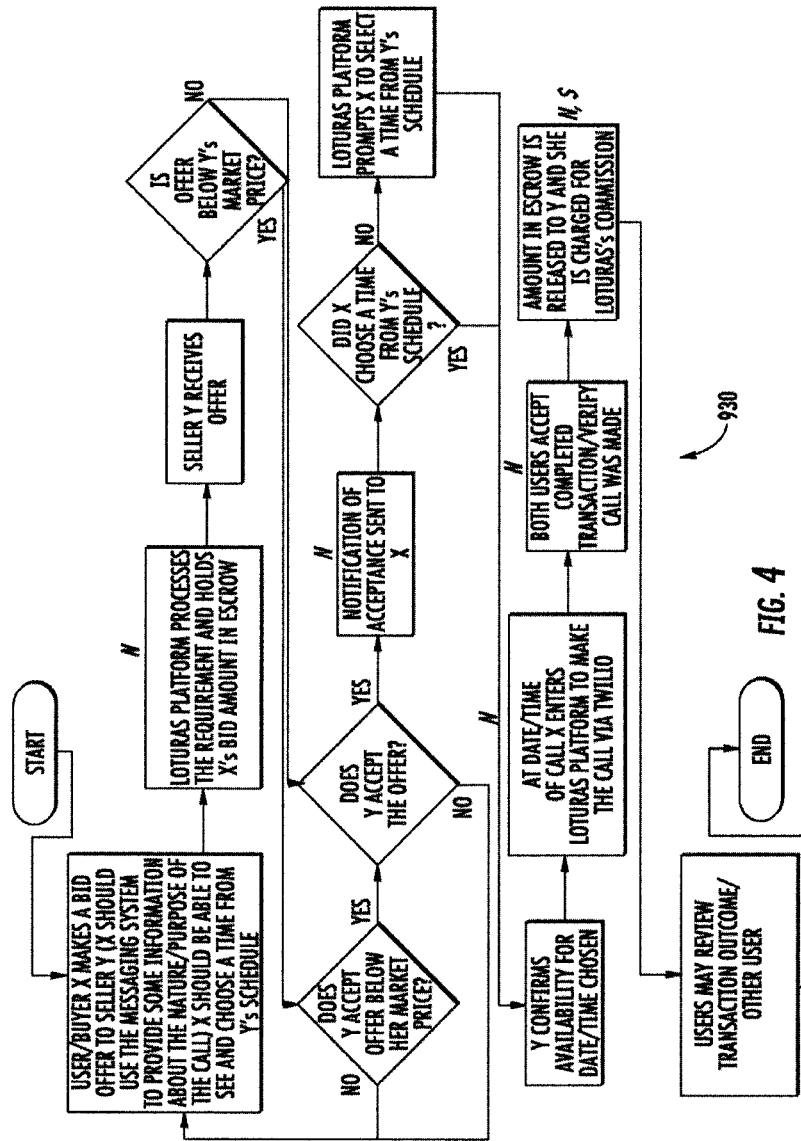 START
USER/BUYER X MAKES A BID
OFFER TO SELLER Y (X SHOULD
USE THE MESSAGING SYSTEM
TO PROVIDE SOME INFORMATION
ABOUT THE NATURE/PURPOSE OF
THE CALL) X SHOULD BE ABLE TO
SEE AND CHOOSE A TIME FROM
Y's SCHEDULE
N
LOTURAS PLATFORM PROCESSES
THE REQUIREMENT AND HOLDS
X's BID AMOUNT IN ESCROW
SELLER Y RECEIVES
OFFER
IS
OFFER
BELOW Y's
MARKET
PRICE?
NO
YES
DOES
Y ACCEPT
OFFER BELOW
HER MARKET
PRICE?
NO
YES
DOES
Y ACCEPT
THE OFFER?
YES
NO
N
NOTIFICATION OF
ACCEPTANCE SENT TO
X
DID X
CHOOSE A TIME
FROM Y's
SCHEDULE
?
NO
YES
LOTURAS PLATFORM
PROMPTS X TO SELECT
A TIME FROM Y's
SCHEDULE
Y CONFIRMS
AVAILABILITY FOR
DATE/TIME CHOSEN
N
AT DATE/TIME
OF CALL X ENTERS
LOTURAS PLATFORM TO MAKE
THE CALL VIA TWILIO
N
BOTH USERS ACCEPT
COMPLETED
TRANSACTION/VERIFY
CALL WAS MADE
N, $
AMOUNT IN ESCROW IS
RELEASED TO Y AND SHE
IS CHARGED FOR
LOTURAS's COMMISSION
USERS MAY REVIEW
TRANSACTION OUTCOME/
OTHER USER
END
930
FIG. 4